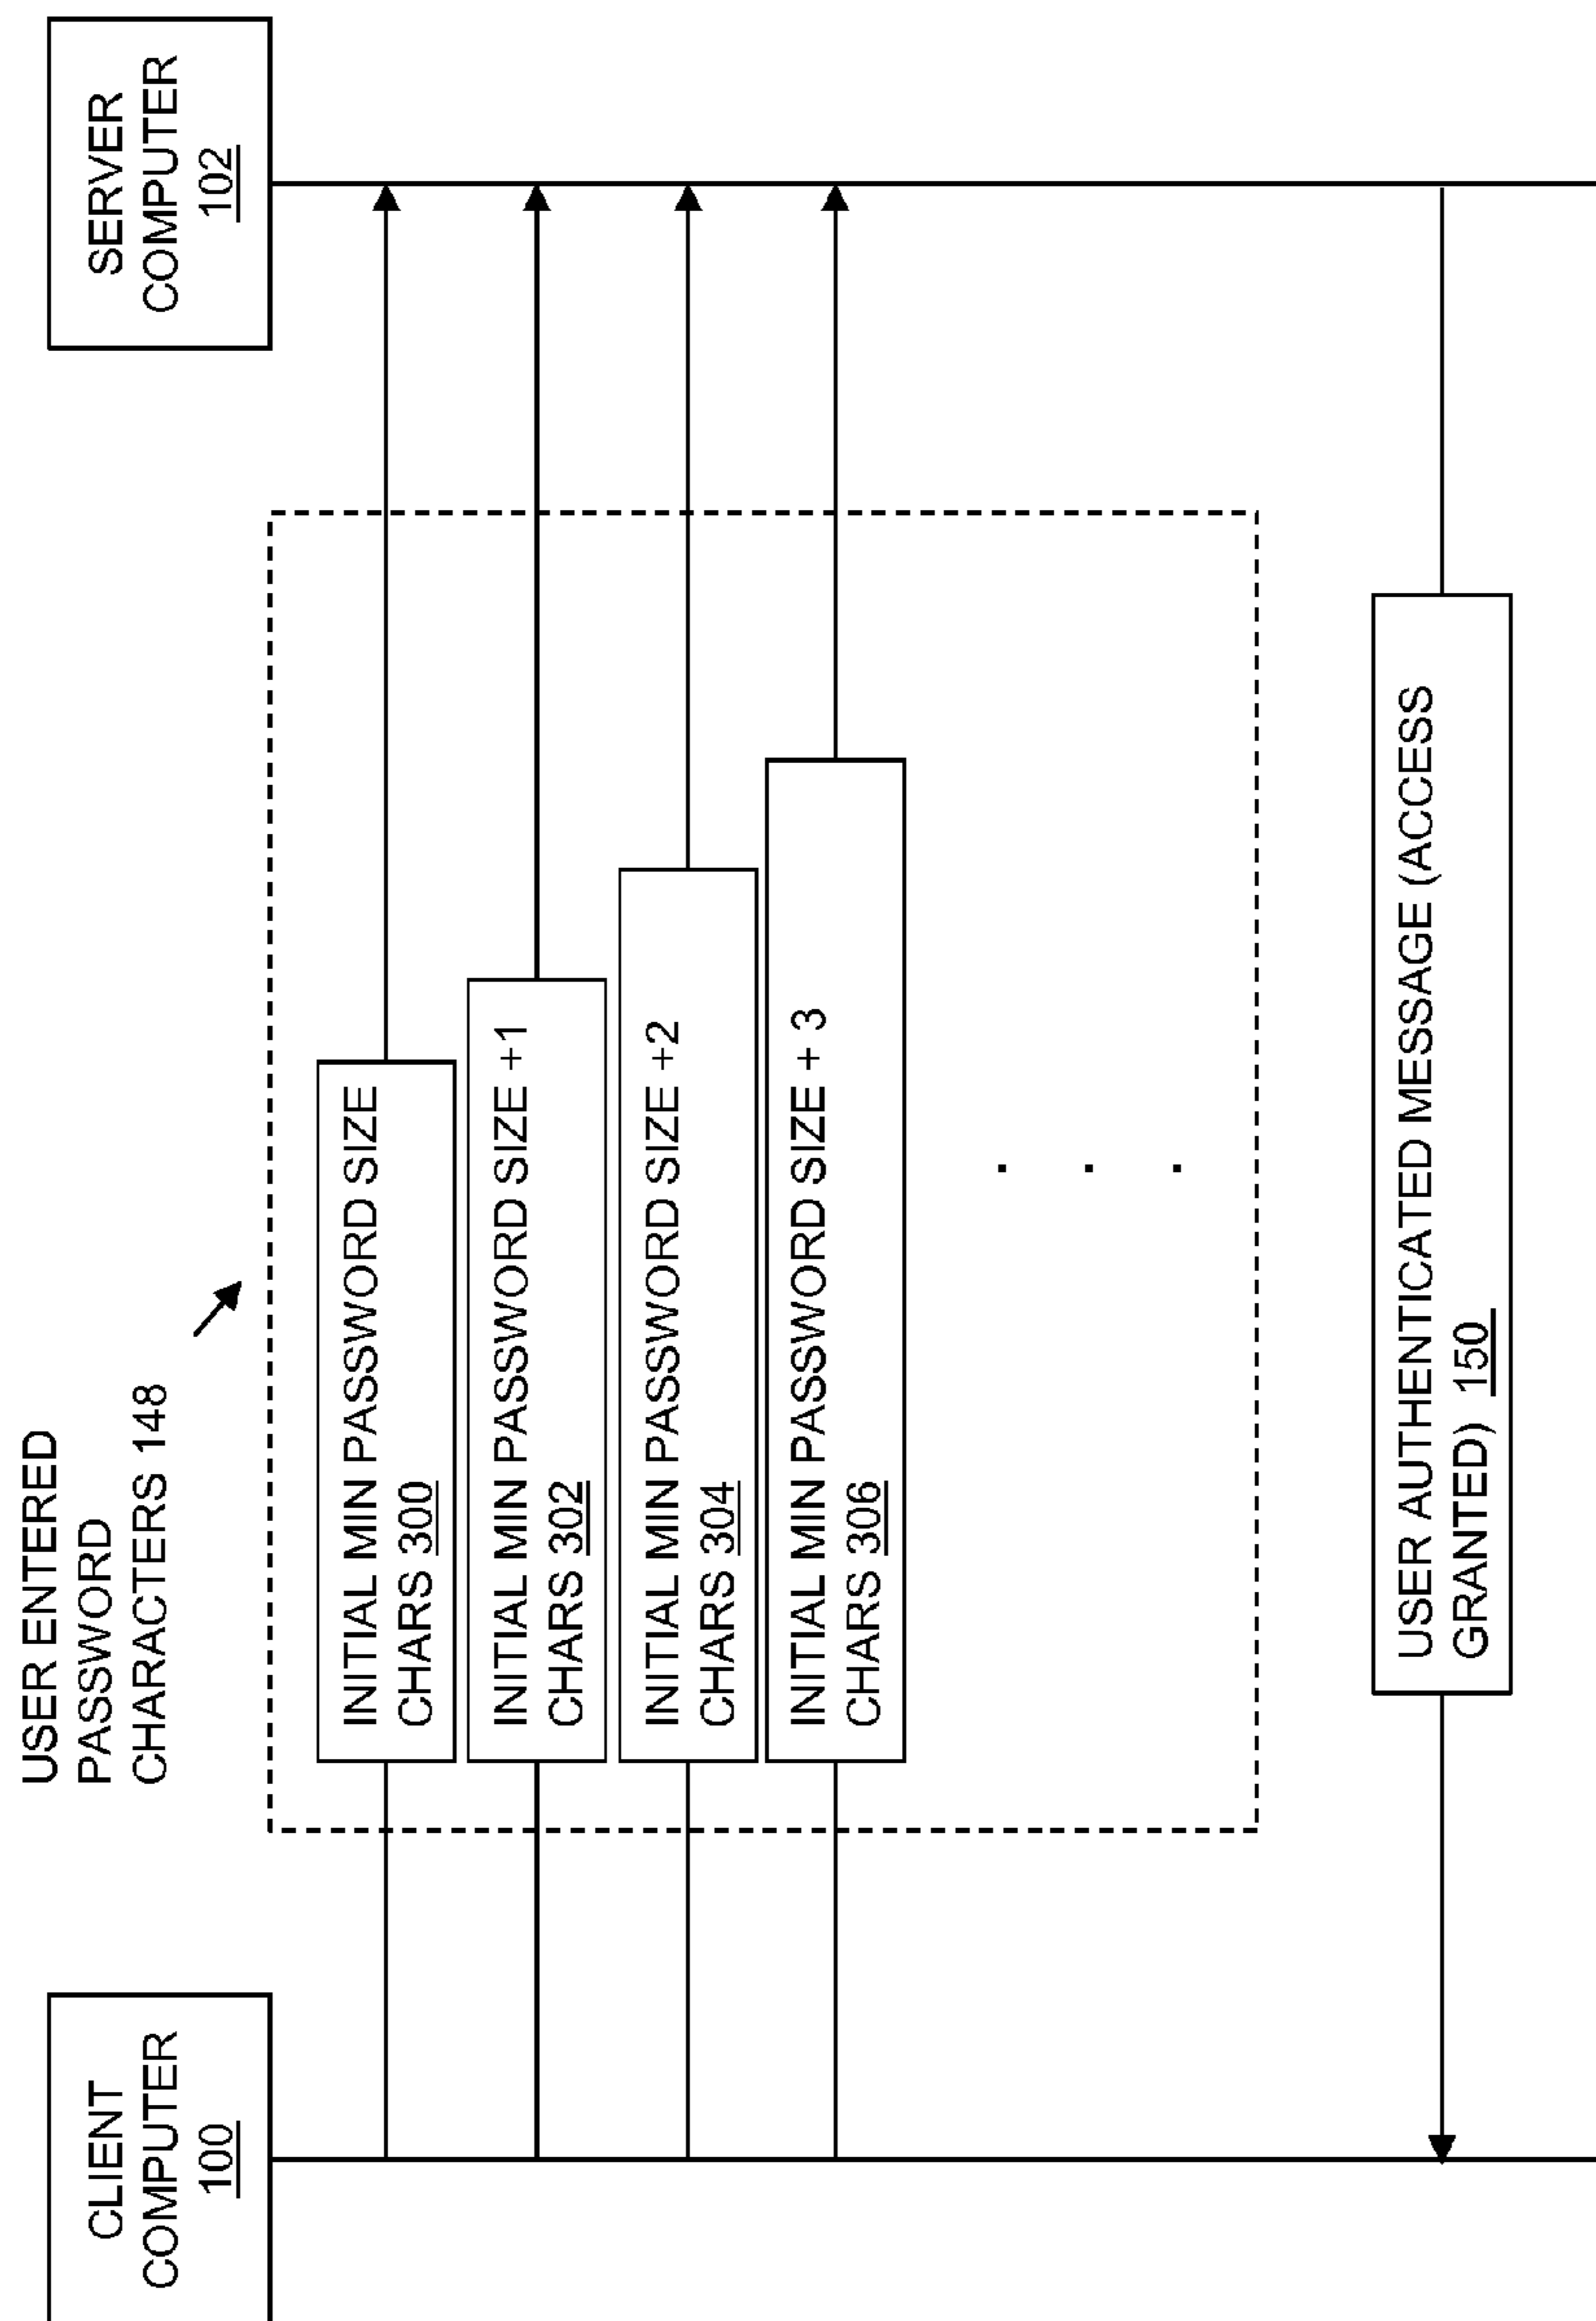 CLIENT
COMPUTER
100
SERVER
COMPUTER
102
USER ENTERED
PASSWORD
CHARACTERS 148
INITIAL MIN PASSWORD SIZE
CHARS 300
INITIAL MIN PASSWORD SIZE +1
CHARS 302
INITIAL MIN PASSWORD SIZE +2
CHARS 304
INITIAL MIN PASSWORD SIZE + 3
CHARS 306
. . .
USER AUTHENTICATED MESSAGE (ACCESS
GRANTED) 150